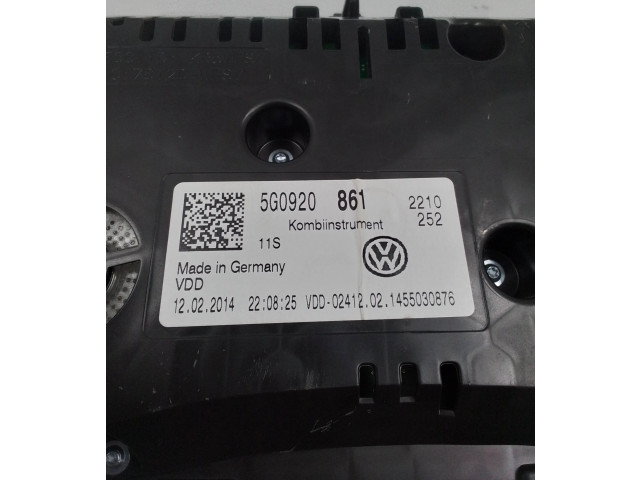 5G0920 861 2210
Kombiinstrument 252
11S
Made in Germany
VDD
12.02.2014 22:08:25 VDD-02412.02.1455030876